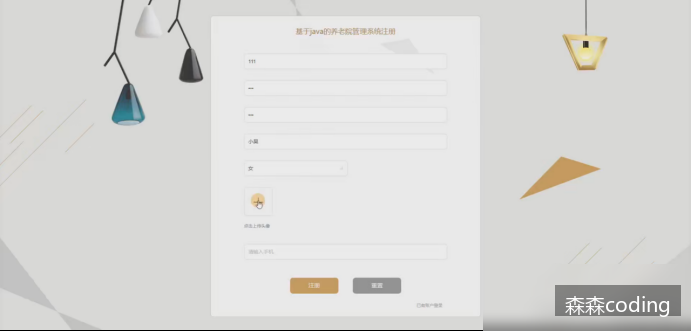 基于java的养老院管理系统注册
111
女
点击上传头像
请输入手机
注册
重置
已有账户登录
森森coding